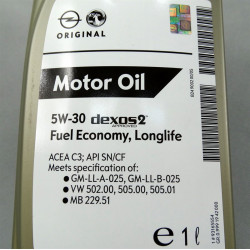 ORIGINAL
Motor Oil
5W-30 dexos2
APPROVED
Fuel Economy, Longlife
ACEA C3; API SN/CF
Meets specification of:
• GM-LL-A-025, GM-LL-B-025
• VW 502.00, 505.00, 505.01
• MB 229.51
e 1 l